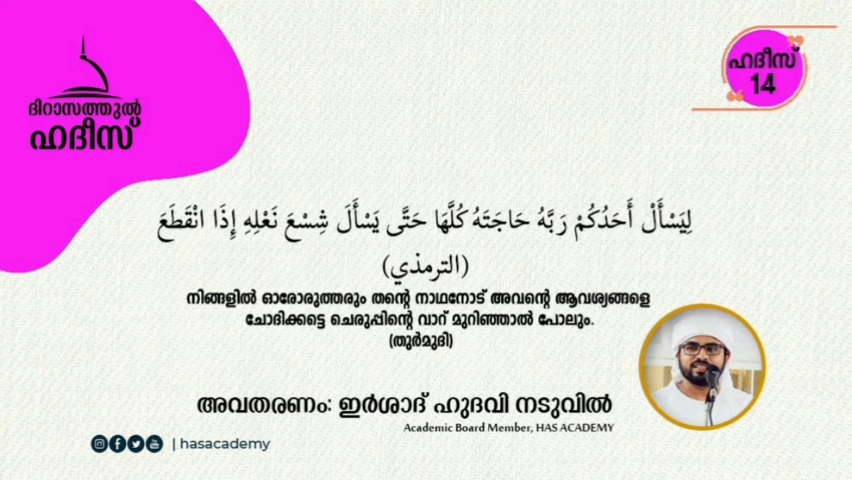 ദിറാസത്തുൽ
ഹദീസ്
ഹദീസ്
14
لِيَسْأَلْ أَحَدُكُمْ رَبَّهُ حَاجَتَهُ كُلَّهَا حَتَّى يَسْأَلَ شِسْعَ نَعْلِهِ إِذَا انْقَطَعَ
(الترمذي)
നിങ്ങളിൽ ഓരോരുത്തരും തന്റെ നാഥനോട് അവന്റെ ആവശ്യങ്ങളെ
ചോദിക്കട്ടെ ചെരുപ്പിന്റെ വാറ് മുറിഞ്ഞാൽ പോലും.
(തുർമുദി)
അവതരണം: ഇർശാദ് ഹുദവി നടുവിൽ
Academic Board Member, HAS ACADEMY
| hasacademy